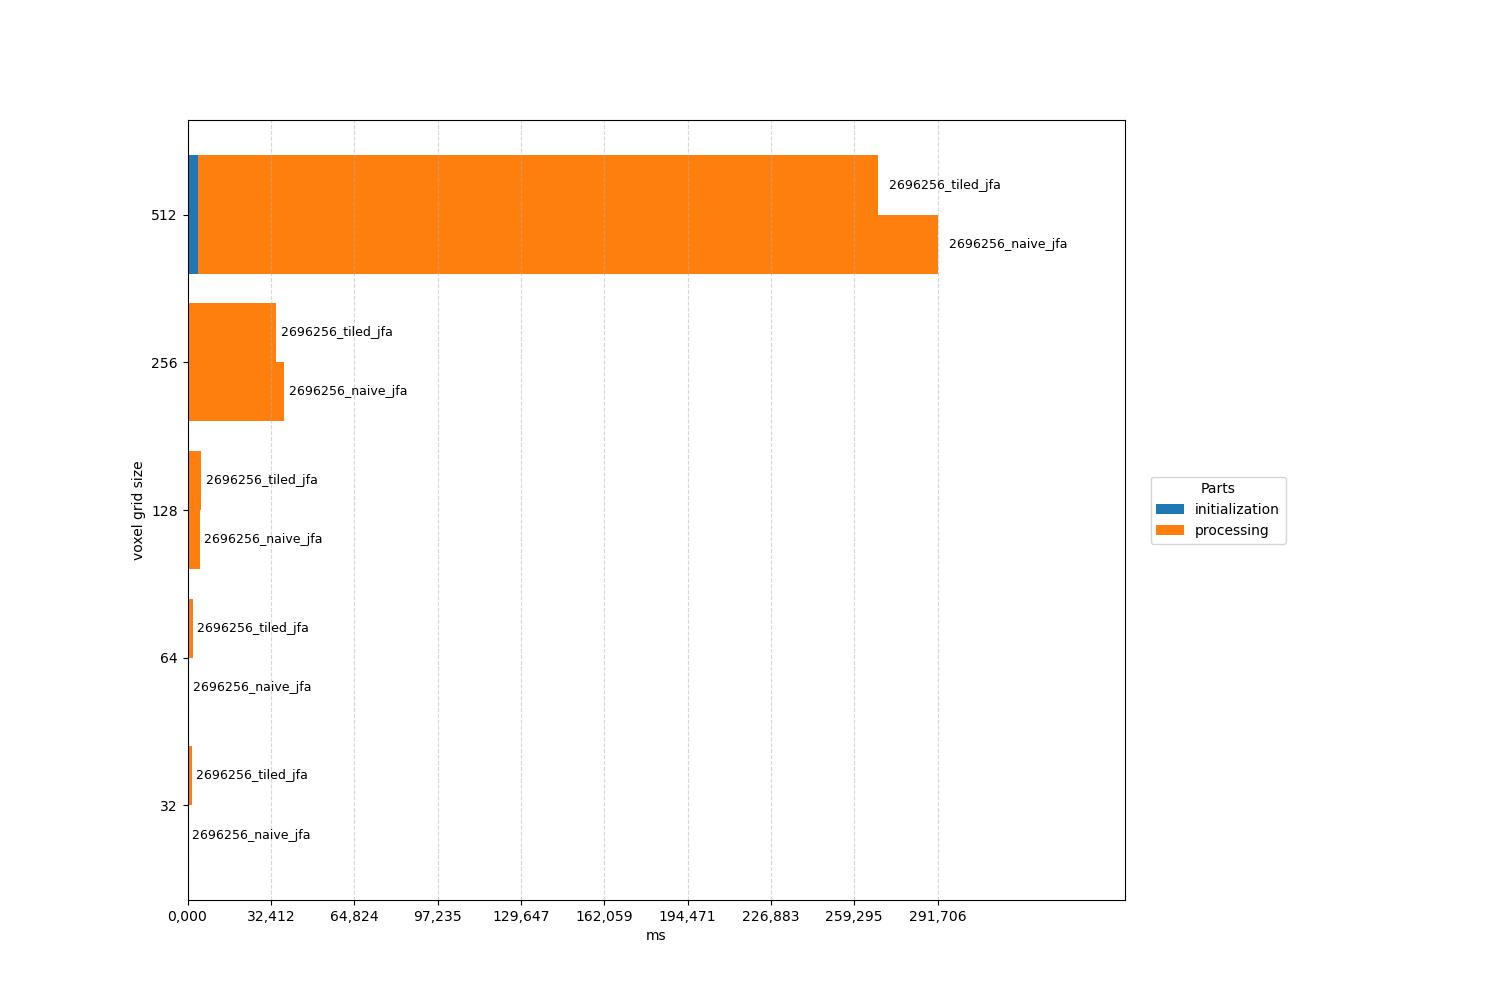 2696256_tiled_jfa
512
2696256_naive_jfa
2696256_tiled_jfa
256
2696256_naive_jfa
2696256_tiled_jfa
128
2696256_naive_jfa
2696256_tiled_jfa
64
2696256_naive_jfa
2696256_tiled_jfa
32
2696256_naive_jfa
voxel grid size
0,000 32,412 64,824 97,235 129,647 162,059 194,471 226,883 259,295 291,706
ms
Parts
initialization
processing